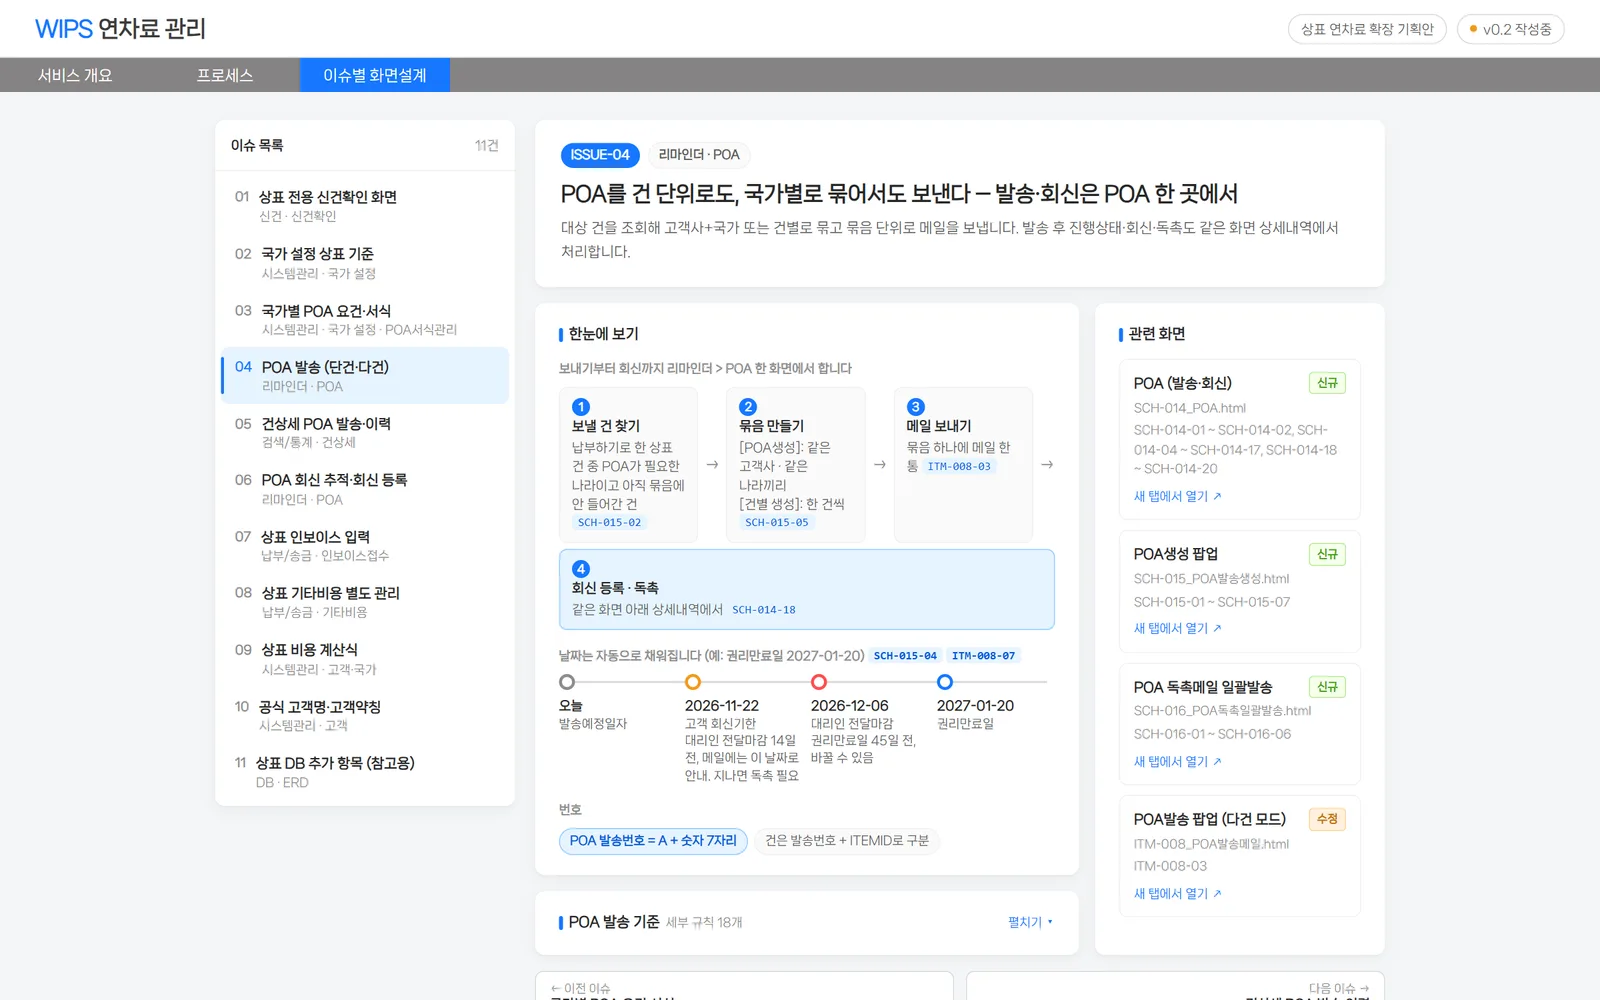 WIPS 연차료 관리
상표 연차료 확장 기획안
v0.2 작성중
서비스 개요
프로세스
이슈별 화면설계
이슈 목록
11건
01 상표 전용 신건확인 화면
신건 · 신건확인
02 국가 설정 상표 기준
시스템관리 · 국가 설정
03 국가별 POA 요건·서식
시스템관리 · 국가 설정 · POA서식관리
04 POA 발송 (단건·다건)
리마인더 · POA
05 건상세 POA 발송·이력
검색/통계 · 건상세
06 POA 회신 추적·회신 등록
리마인더 · POA
07 상표 인보이스 입력
납부/송금 · 인보이스접수
08 상표 기타비용 별도 관리
납부/송금 · 기타비용
09 상표 비용 계산식
시스템관리 · 고객·국가
10 공식 고객명·고객약칭
시스템관리 · 고객
11 상표 DB 추가 항목 (참고용)
DB · ERD
ISSUE-04
리마인더 · POA
POA를 건 단위로도, 국가별로 묶어서도 보낸다 — 발송·회신은 POA 한 곳에서
대상 건을 조회해 고객사+국가 또는 건별로 묶고 묶음 단위로 메일을 보냅니다. 발송 후 진행상태·회신·독촉도 같은 화면 상세내역에서
처리합니다.
한눈에 보기
보내기부터 회신까지 리마인더 > POA 한 화면에서 합니다
1
보낼 건 찾기
납부하기로 한 상표
건 중 POA가 필요한
나라이고 아직 묶음에
안 들어간 건
SCH-015-02
→
2
묶음 만들기
[POA생성]: 같은
고객사 · 같은
나라끼리
[건별 생성]: 한 건씩
SCH-015-05
→
3
메일 보내기
묶음 하나에 메일 한
통 ITM-008-03
→
4
회신 등록 · 독촉
같은 화면 아래 상세내역에서 SCH-014-18
날짜는 자동으로 채워집니다 (예: 권리만료일 2027-01-20) SCH-015-04 ITM-008-07
오늘
발송예정일자
2026-11-22
고객 회신기한
대리인 전달마감 14일
전, 메일에는 이 날짜로
안내. 지나면 독촉 필요
2026-12-06
대리인 전달마감
권리만료일 45일 전,
바꿀 수 있음
2027-01-20
권리만료일
번호
POA 발송번호 = A + 숫자 7자리
건은 발송번호 + ITEMID로 구분
POA 발송 기준 세부 규칙 18개
펼치기 ▾
관련 화면
POA (발송·회신)
신규
SCH-014_POA.html
SCH-014-01 ~ SCH-014-02, SCH-
014-04 ~ SCH-014-17, SCH-014-18
~ SCH-014-20
새 탭에서 열기 ↗
POA생성 팝업
신규
SCH-015_POA발송생성.html
SCH-015-01 ~ SCH-015-07
새 탭에서 열기 ↗
POA 독촉메일 일괄발송
신규
SCH-016_POA독촉일괄발송.html
SCH-016-01 ~ SCH-016-06
새 탭에서 열기 ↗
POA발송 팝업 (다건 모드)
수정
ITM-008_POA발송메일.html
ITM-008-03
새 탭에서 열기 ↗
← 이전 이슈
다음 이슈 →